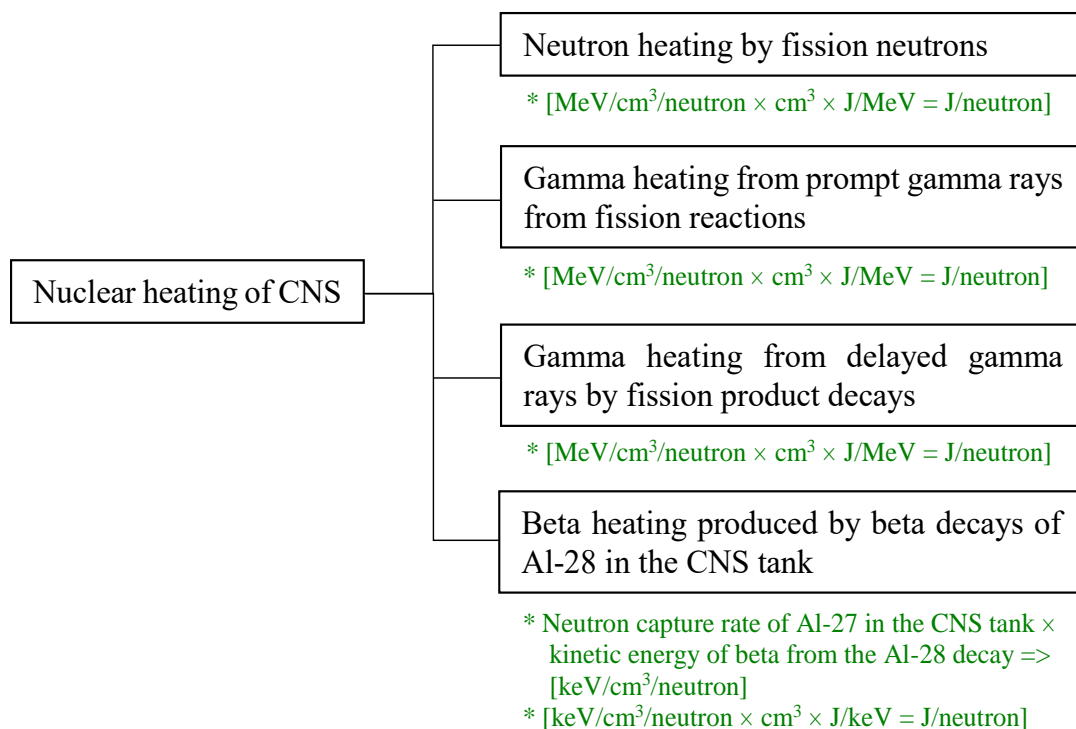 Neutron heating by fission neutrons
* [MeV/cm³/neutron × cm³ × J/MeV = J/neutron]
Gamma heating from prompt gamma rays
from fission reactions
* [MeV/cm³/neutron × cm³ × J/MeV = J/neutron]
Nuclear heating of CNS
Gamma heating from delayed gamma
rays by fission product decays
* [MeV/cm³/neutron × cm³ × J/MeV = J/neutron]
Beta heating produced by beta decays of
Al-28 in the CNS tank
* Neutron capture rate of Al-27 in the CNS tank ×
kinetic energy of beta from the Al-28 decay =>
[keV/cm³/neutron]
* [keV/cm³/neutron × cm³ × J/keV = J/neutron]